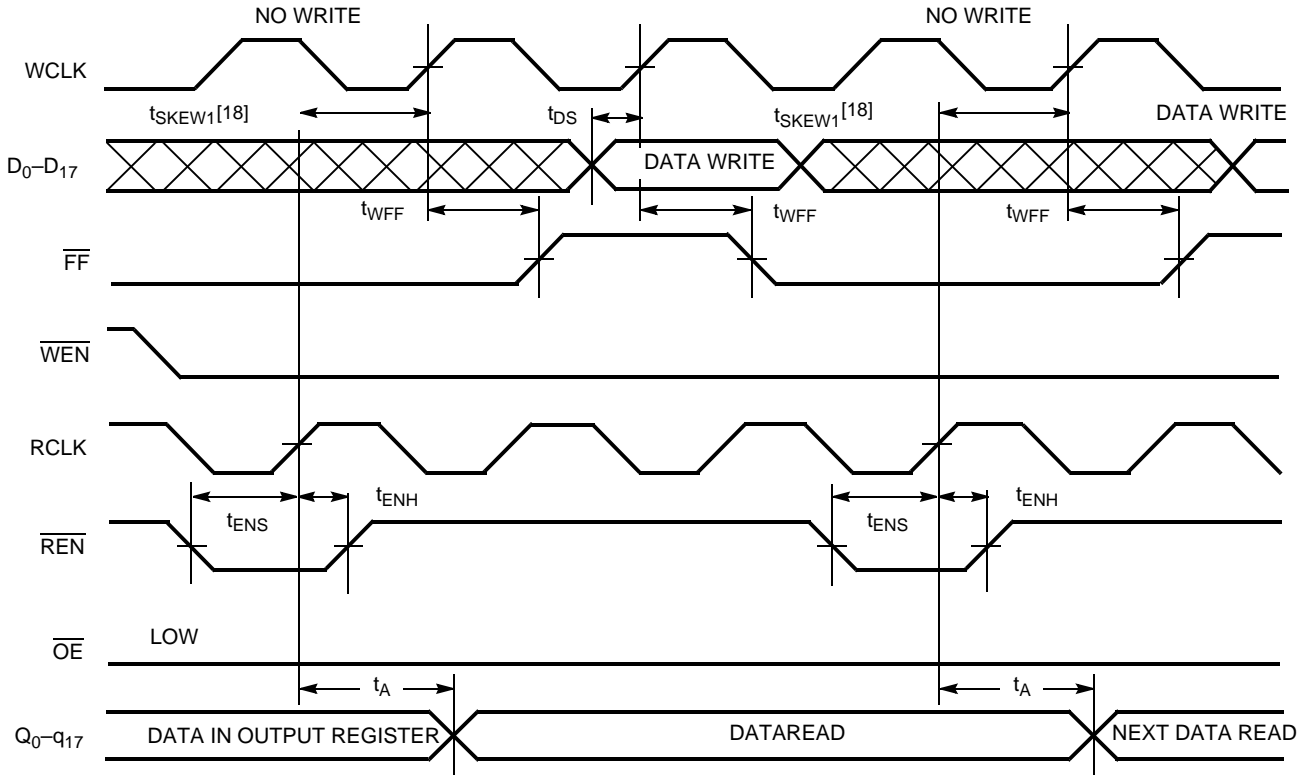 NO WRITE NO WRITE
WCLK
tSKEW1[18] tDS tSKEW1[18] DATA WRITE
D0–D17 DATA WRITE
tWFF tWFF tWFF
FF
WEN
RCLK
tENS tENH tENS tENH
REN
OE LOW
tA tA
Q0–q17 DATA IN OUTPUT REGISTER DATAREAD NEXT DATA READ